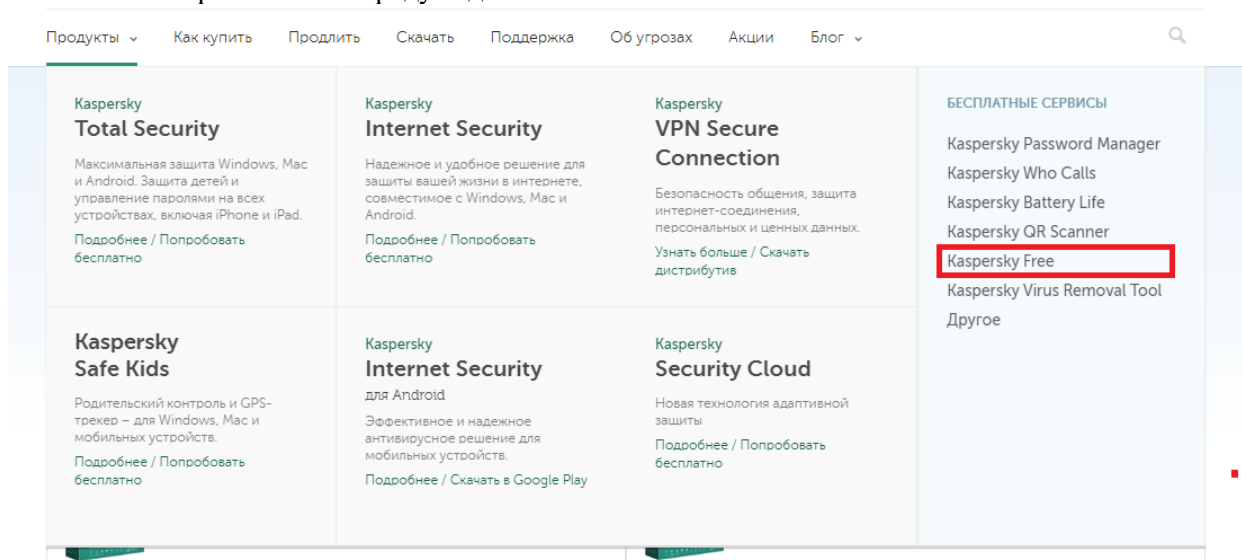 Продукты Как купить Продлить Скачать Поддержка Об угрозах Акции Блог
Kaspersky
Total Security
Максимальная защита Windows, Mac
и Android. Защита детей и
управление паролями на всех
устройствах, включая iPhone и iPad.
Подробнее / Попробовать
бесплатно
Kaspersky
Internet Security
Надежное и удобное решение для
защиты вашей жизни в интернете,
совместимое с Windows, Mac и
Android.
Подробнее / Попробовать
бесплатно
Kaspersky
VPN Secure
Connection
Безопасность общения, защита
интернет-соединения,
персональных и ценных данных.
Узнать больше / Скачать
дистрибутив
Kaspersky
Safe Kids
Родительский контроль и GPS-
трекер – для Windows, Mac и
мобильных устройств.
Подробнее / Попробовать
бесплатно
Kaspersky
Internet Security
для Android
Эффективное и надежное
антивирусное решение для
мобильных устройств.
Подробнее / Скачать в Google Play
Kaspersky
Security Cloud
Новая технология адаптивной
защиты
Подробнее / Попробовать
бесплатно
БЕСПЛАТНЫЕ СЕРВИСЫ
Kaspersky Password Manager
Kaspersky Who Calls
Kaspersky Battery Life
Kaspersky QR Scanner
Kaspersky Free
Kaspersky Virus Removal Tool
Другое